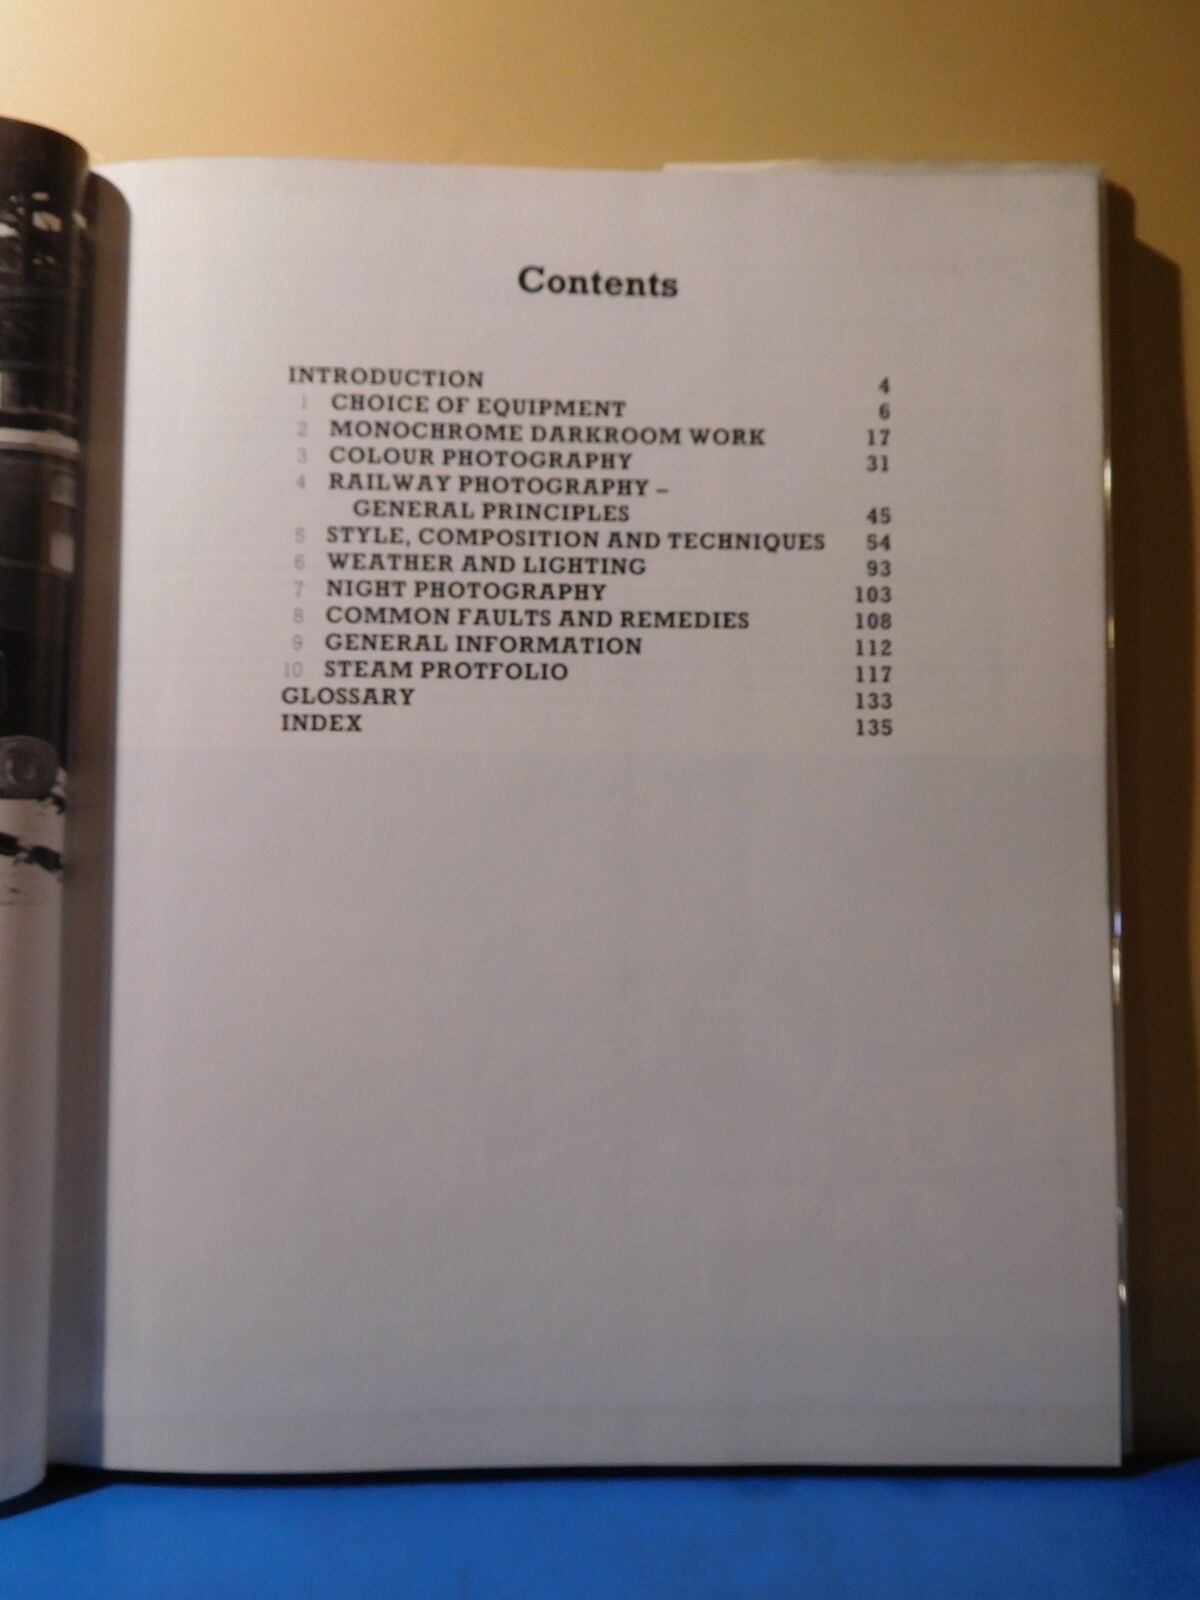 Contents
INTRODUCTION 4
1 CHOICE OF EQUIPMENT 6
2 MONOCHROME DARKROOM WORK 17
3 COLOUR PHOTOGRAPHY 31
4 RAILWAY PHOTOGRAPHY –
GENERAL PRINCIPLES 45
5 STYLE, COMPOSITION AND TECHNIQUES 54
6 WEATHER AND LIGHTING 93
7 NIGHT PHOTOGRAPHY 103
8 COMMON FAULTS AND REMEDIES 108
9 GENERAL INFORMATION 112
10 STEAM PROTFOLIO 117
GLOSSARY 133
INDEX 135